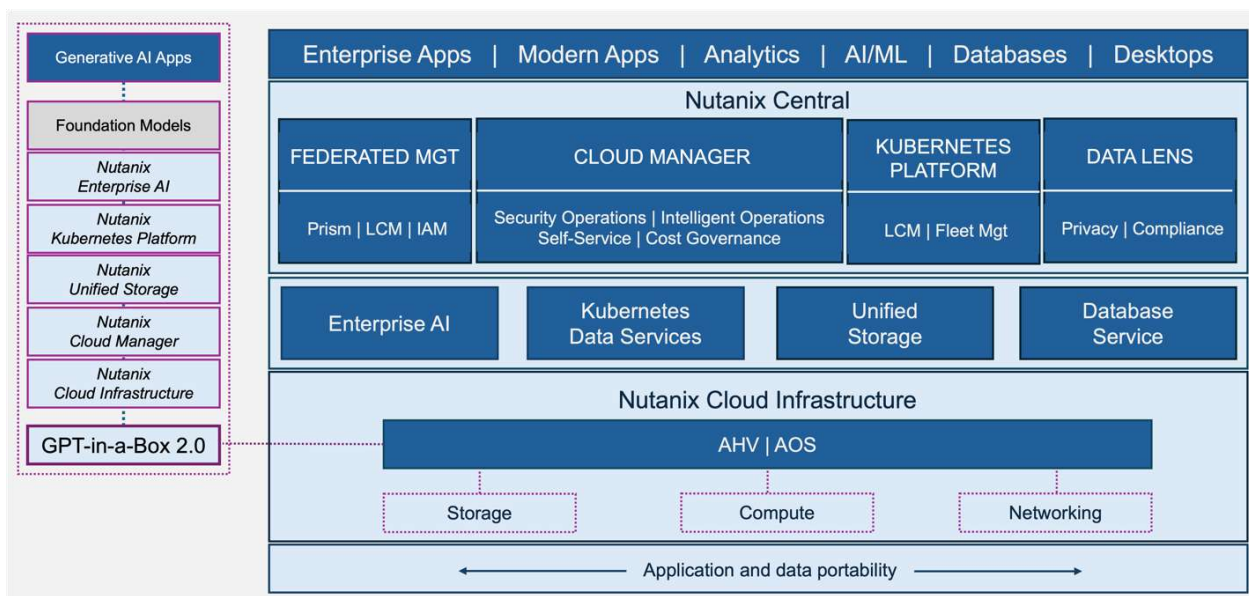 Generative AI Apps
Foundation Models
Nutanix
Enterprise AI
Nutanix
Kubernetes Platform
Nutanix
Unified Storage
Nutanix
Cloud Manager
Nutanix
Cloud Infrastructure
GPT-in-a-Box 2.0
Enterprise Apps | Modern Apps | Analytics | AI/ML | Databases | Desktops
Nutanix Central
FEDERATED MGT
Prism | LCM | IAM
CLOUD MANAGER
Security Operations | Intelligent Operations
Self-Service | Cost Governance
KUBERNETES
PLATFORM
LCM | Fleet Mgt
DATA LENS
Privacy | Compliance
Enterprise AI
Kubernetes
Data Services
Unified
Storage
Database
Service
Nutanix Cloud Infrastructure
AHV | AOS
Storage
Compute
Networking
Application and data portability